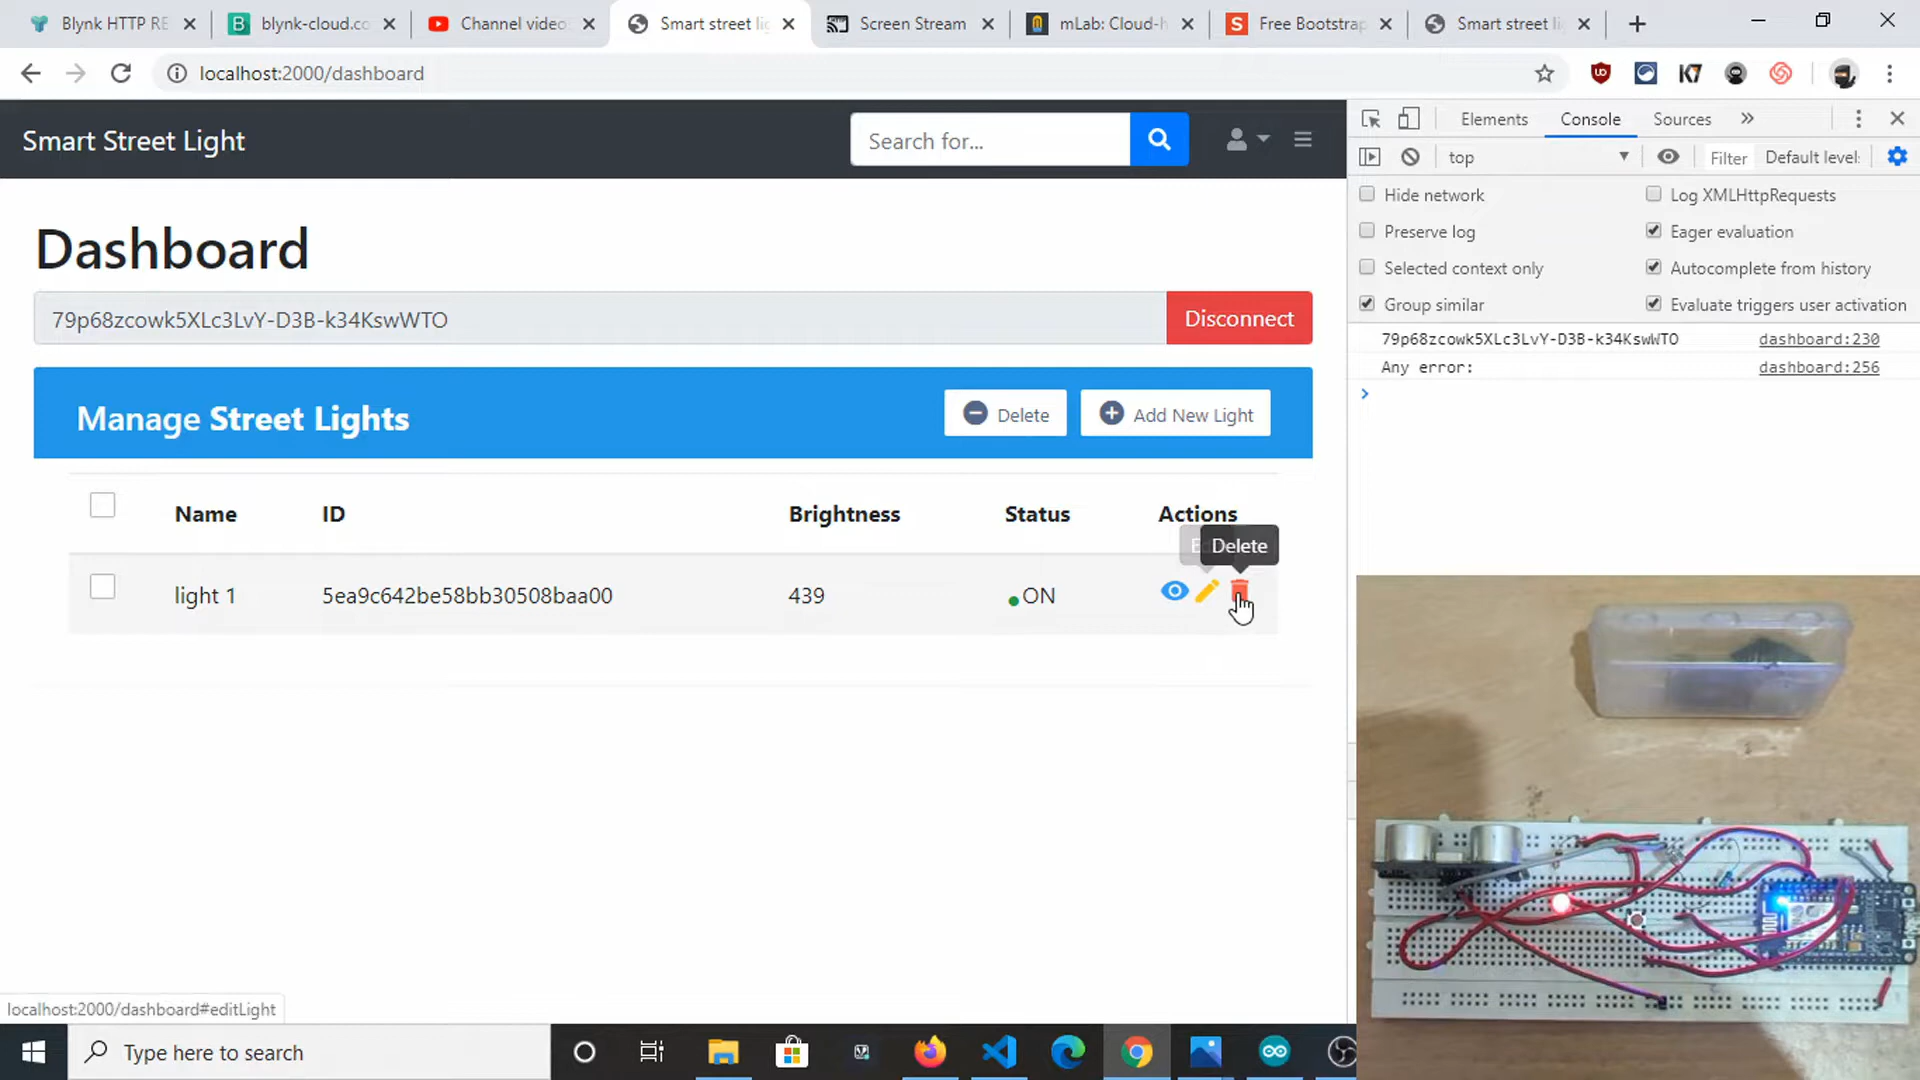 Blynk HTTP RE
blynk-cloud.co
Channel video
Smart street lig
Screen Stream
mLab: Cloud-h
Free Bootstrap
Smart street li
localhost:2000/dashboard
Smart Street Light
Search for...
Elements
Console
Sources
top
Filter
Default level
Hide network
Log XMLHttpRequests
Preserve log
Eager evaluation
Selected context only
Autocomplete from history
Group similar
Evaluate triggers user activation
79p68zcowk5XLc3LvY-D3B-k34KswWTO dashboard:230
Any error: dashboard:256
Dashboard
79p68zcowk5XLc3LvY-D3B-k34KswWTO
Disconnect
Manage Street Lights
Delete
Add New Light
Name ID Brightness Status Actions
Delete
light 1 5ea9c642be58bb30508baa00 439 ON
localhost:2000/dashboard#editLight
Type here to search